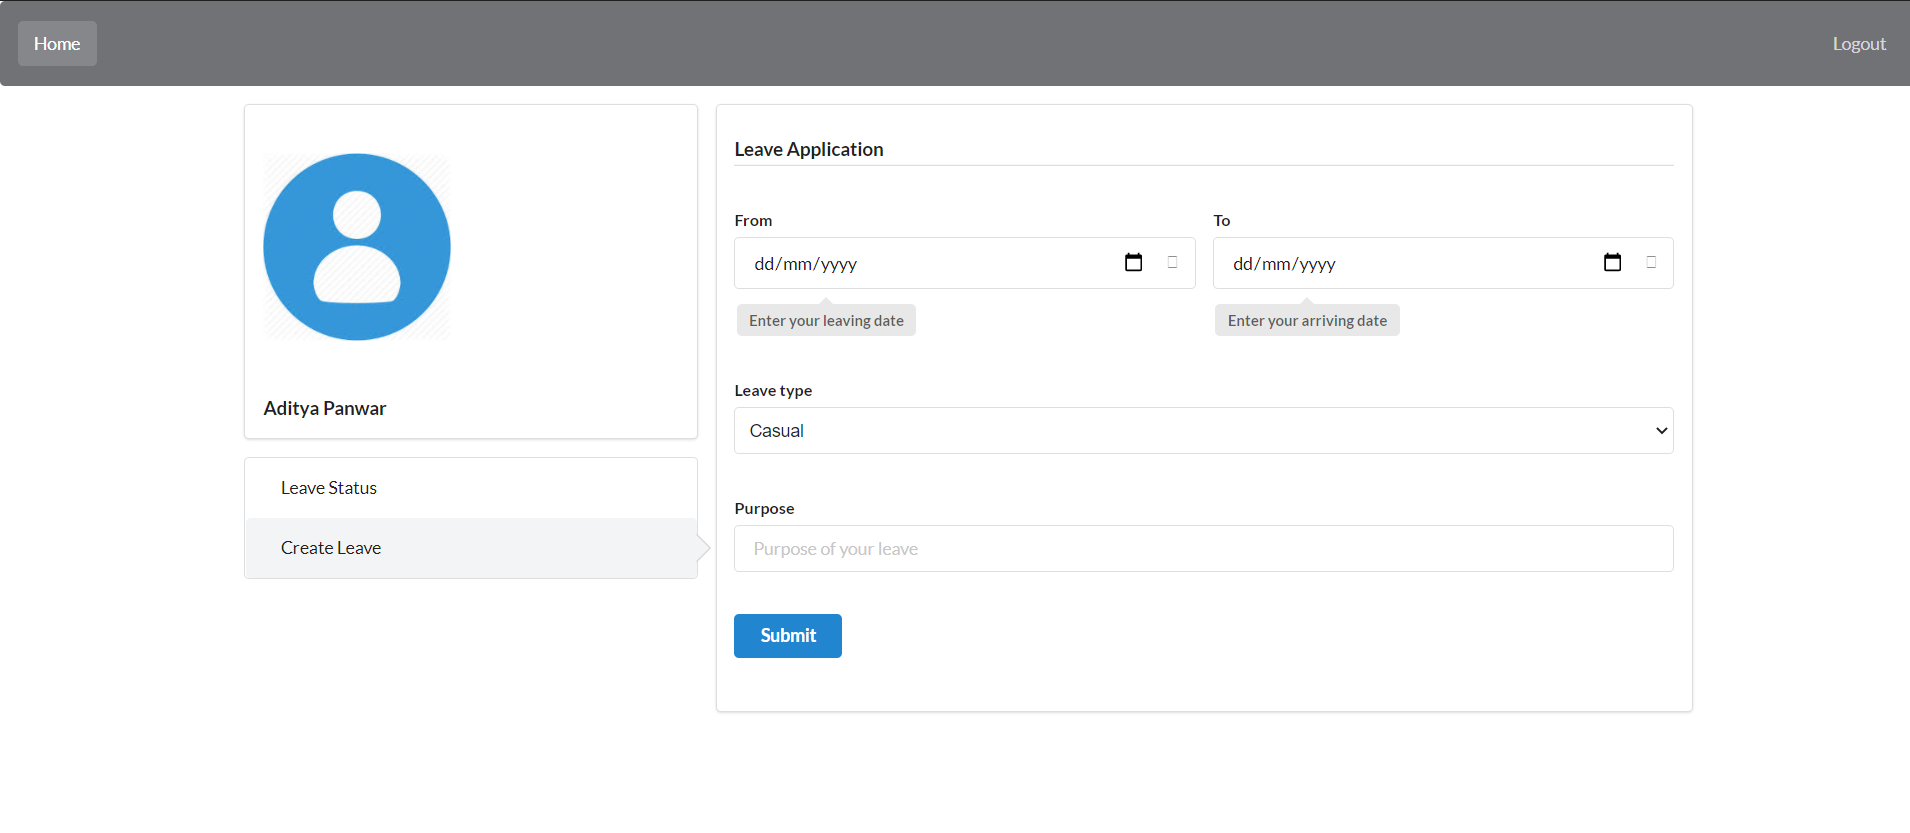 Home
Logout
Aditya Panwar
Leave Status
Create Leave
Leave Application
From
To
dd/mm/yyyy
dd/mm/yyyy
Enter your leaving date
Enter your arriving date
Leave type
Casual
Purpose
Purpose of your leave
Submit